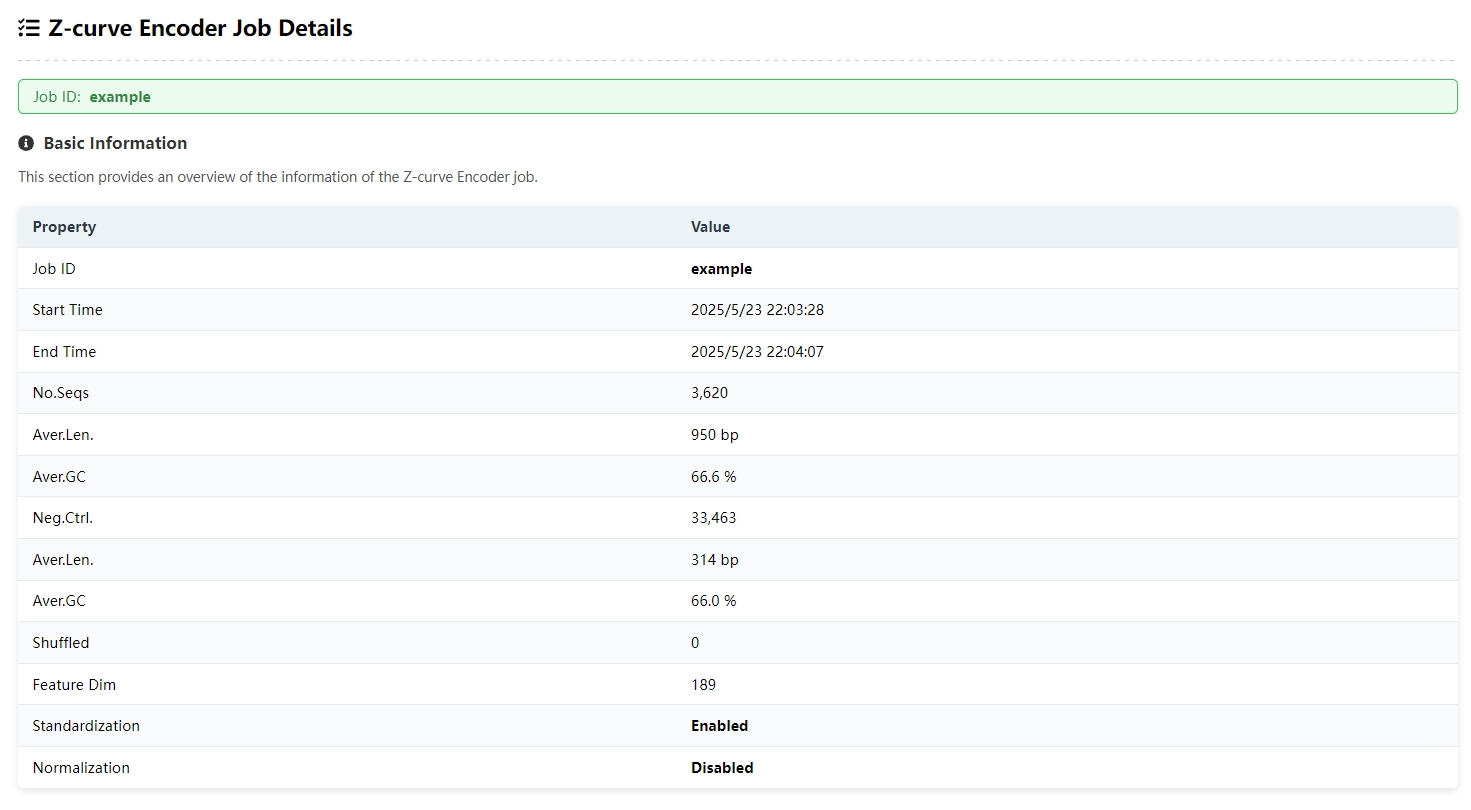 Z-curve Encoder Job Details
Job ID: example
Basic Information
This section provides an overview of the information of the Z-curve Encoder job.
Property Value
Job ID example
Start Time 2025/5/23 22:03:28
End Time 2025/5/23 22:04:07
No.Seqs 3,620
Aver.Len. 950 bp
Aver.GC 66.6 %
Neg.Ctrl. 33,463
Aver.Len. 314 bp
Aver.GC 66.0 %
Shuffled 0
Feature Dim 189
Standardization Enabled
Normalization Disabled